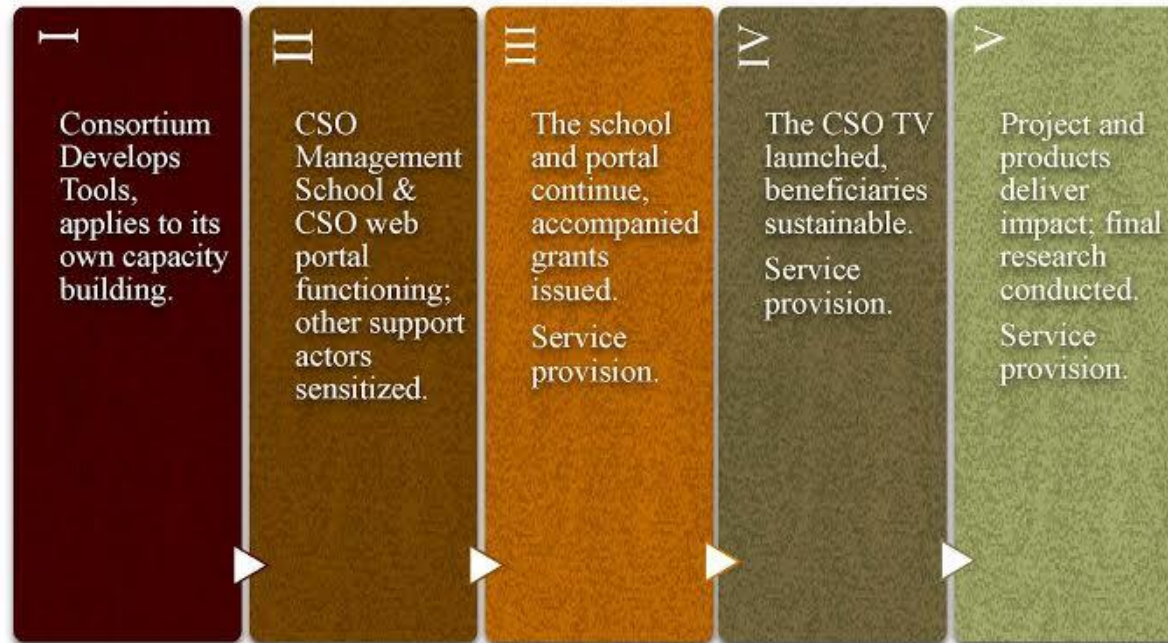 I
Consortium
Develops
Tools,
applies to its
own capacity
building.
II
CSO
Management
School &
CSO web
portal
functioning;
other support
actors
sensitized.
III
The school
and portal
continue,
accompanied
grants
issued.
Service
provision.
IV
The CSO TV
launched,
beneficiaries
sustainable.
Service
provision.
V
Project and
products
deliver
impact; final
research
conducted.
Service
provision.